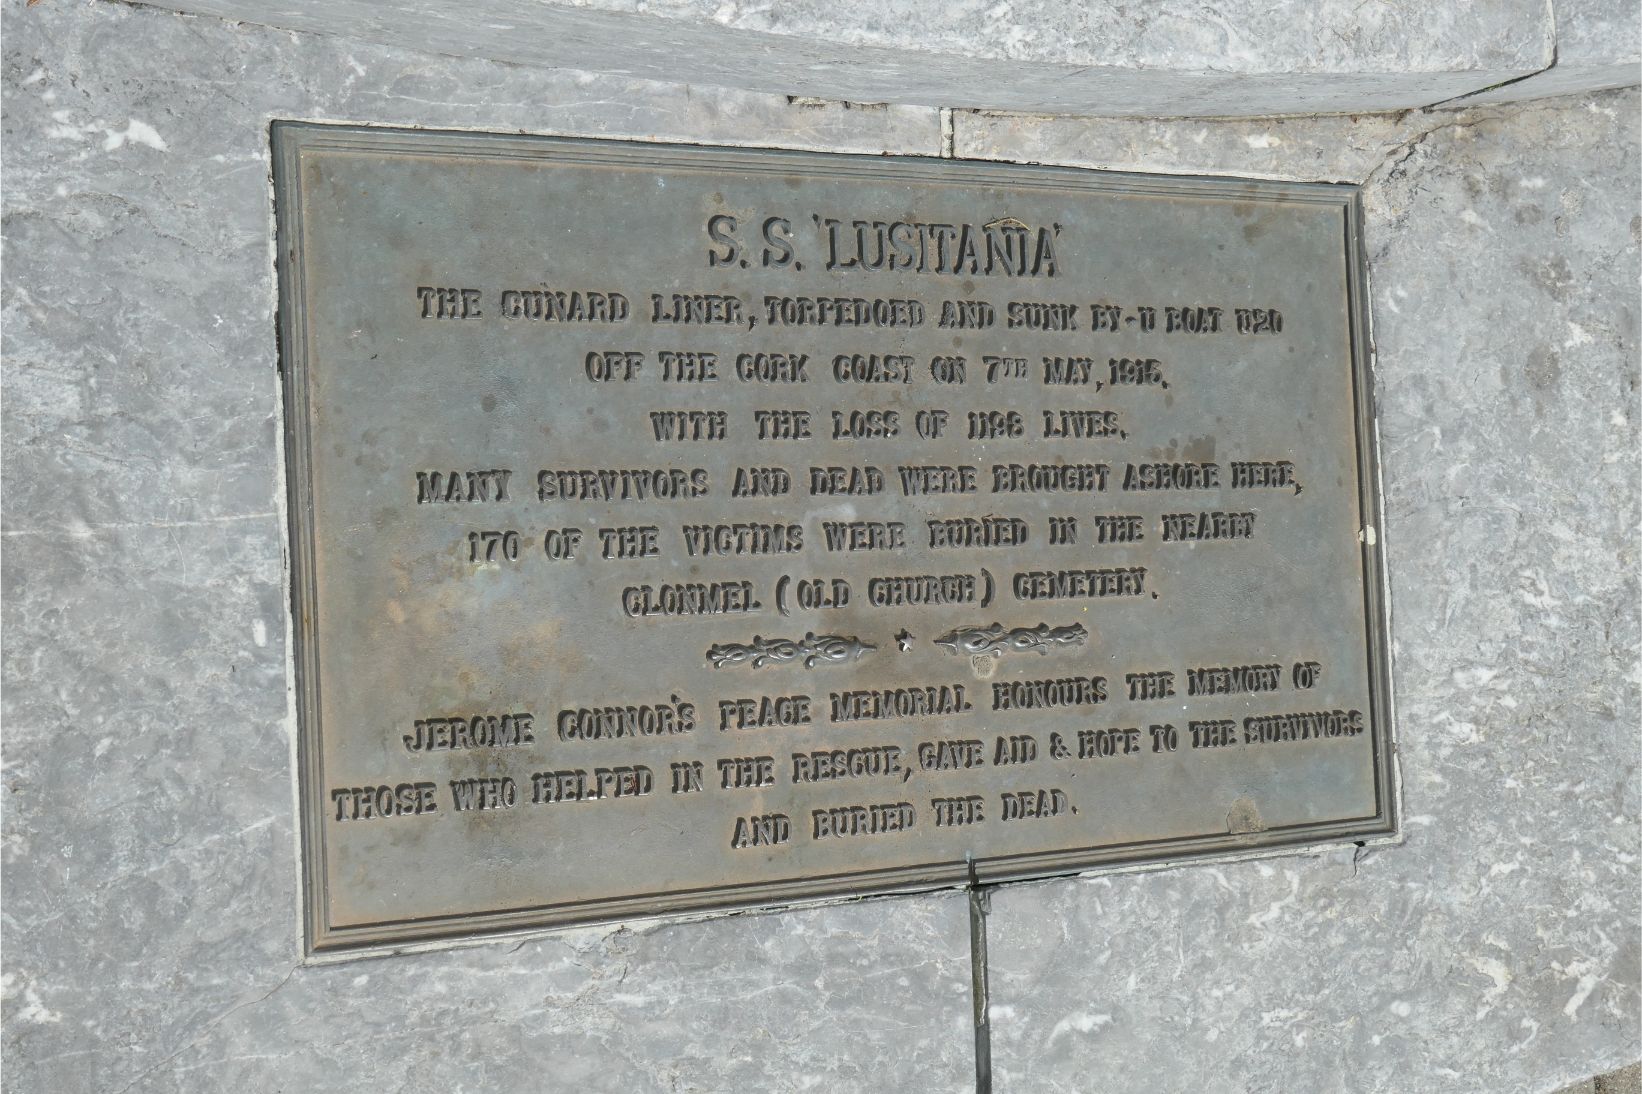 S. S. 'LUSITANIA'
THE CUNARD LINER, TORPEDOED AND SUNK BY - U BOAT U20
OFF THE CORK COAST ON 7TH MAY, 1915.
WITH THE LOSS OF 1198 LIVES.
MANY SURVIVORS AND DEAD WERE BROUGHT ASHORE HERE,
170 OF THE VICTIMS WERE BURIED IN THE NEARBY
CLONMEL (OLD CHURCH) CEMETERY.
JEROME CONNOR'S PEACE MEMORIAL HONOURS THE MEMORY OF
THOSE WHO HELPED IN THE RESCUE, GAVE AID & HOPE TO THE SURVIVORS
AND BURIED THE DEAD.